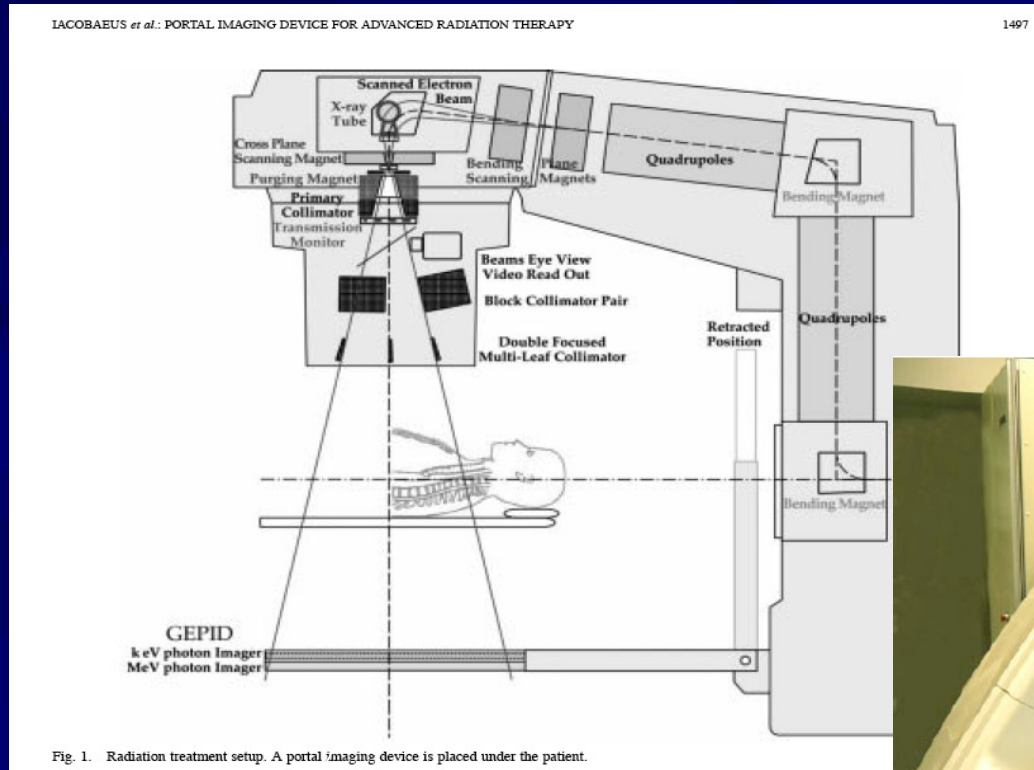 IACOBAEUS et al.: PORTAL IMAGING DEVICE FOR ADVANCED RADIATION THERAPY 1497
Scanned Electron
Beam
X-ray
Tube
Cross Plane
Scanning Magnet
Purging Magnet
Primary
Collimator
Transmission
Monitor
Bending Plane
Scanning Magnets
Quadrupoles
Bending Magnet
Beams Eye View
Video Read Out
Block Collimator Pair
Double Focused
Multi-Leaf Collimator
Retracted
Position
Quadrupoles
Bending Magnet
GEPID
k eV photon Imager
MeV photon Imager
Fig. 1. Radiation treatment setup. A portal imaging device is placed under the patient.